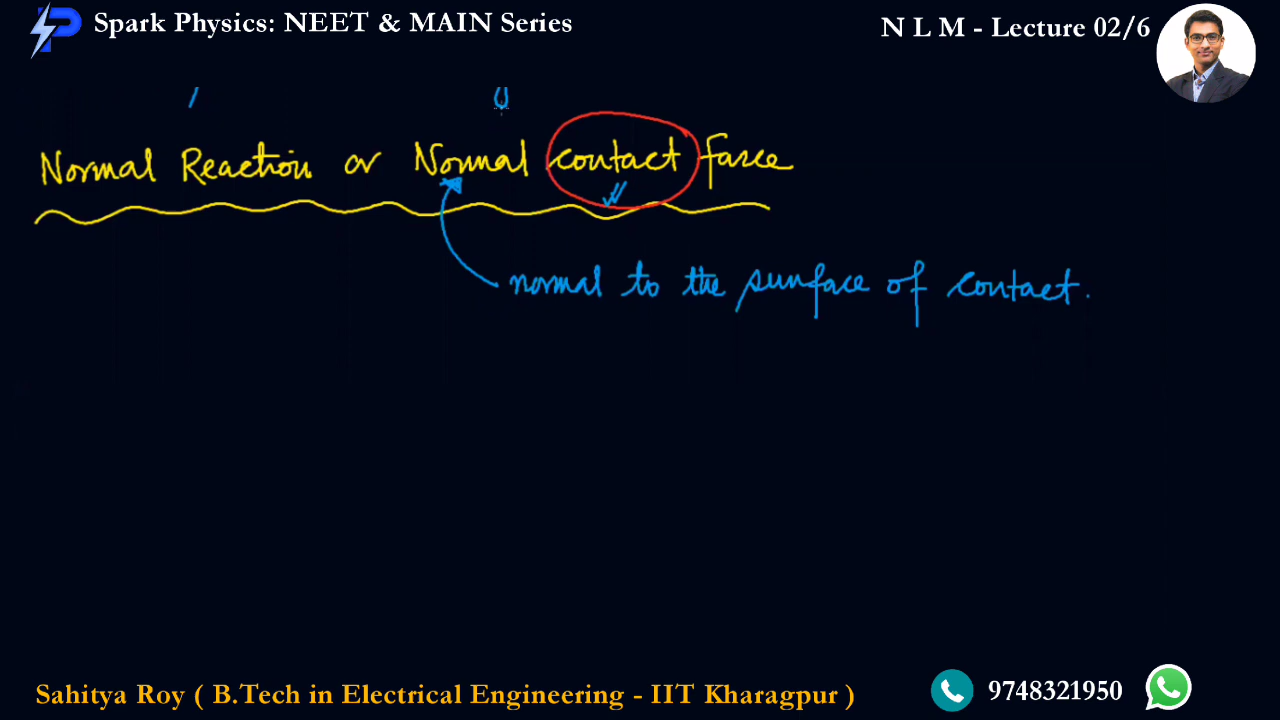 Spark Physics: NEET & MAIN Series
N L M - Lecture 02/6
Normal Reaction or Normal contact force
normal to the surface of contact.
Sahitya Roy ( B.Tech in Electrical Engineering - IIT Kharagpur )
9748321950